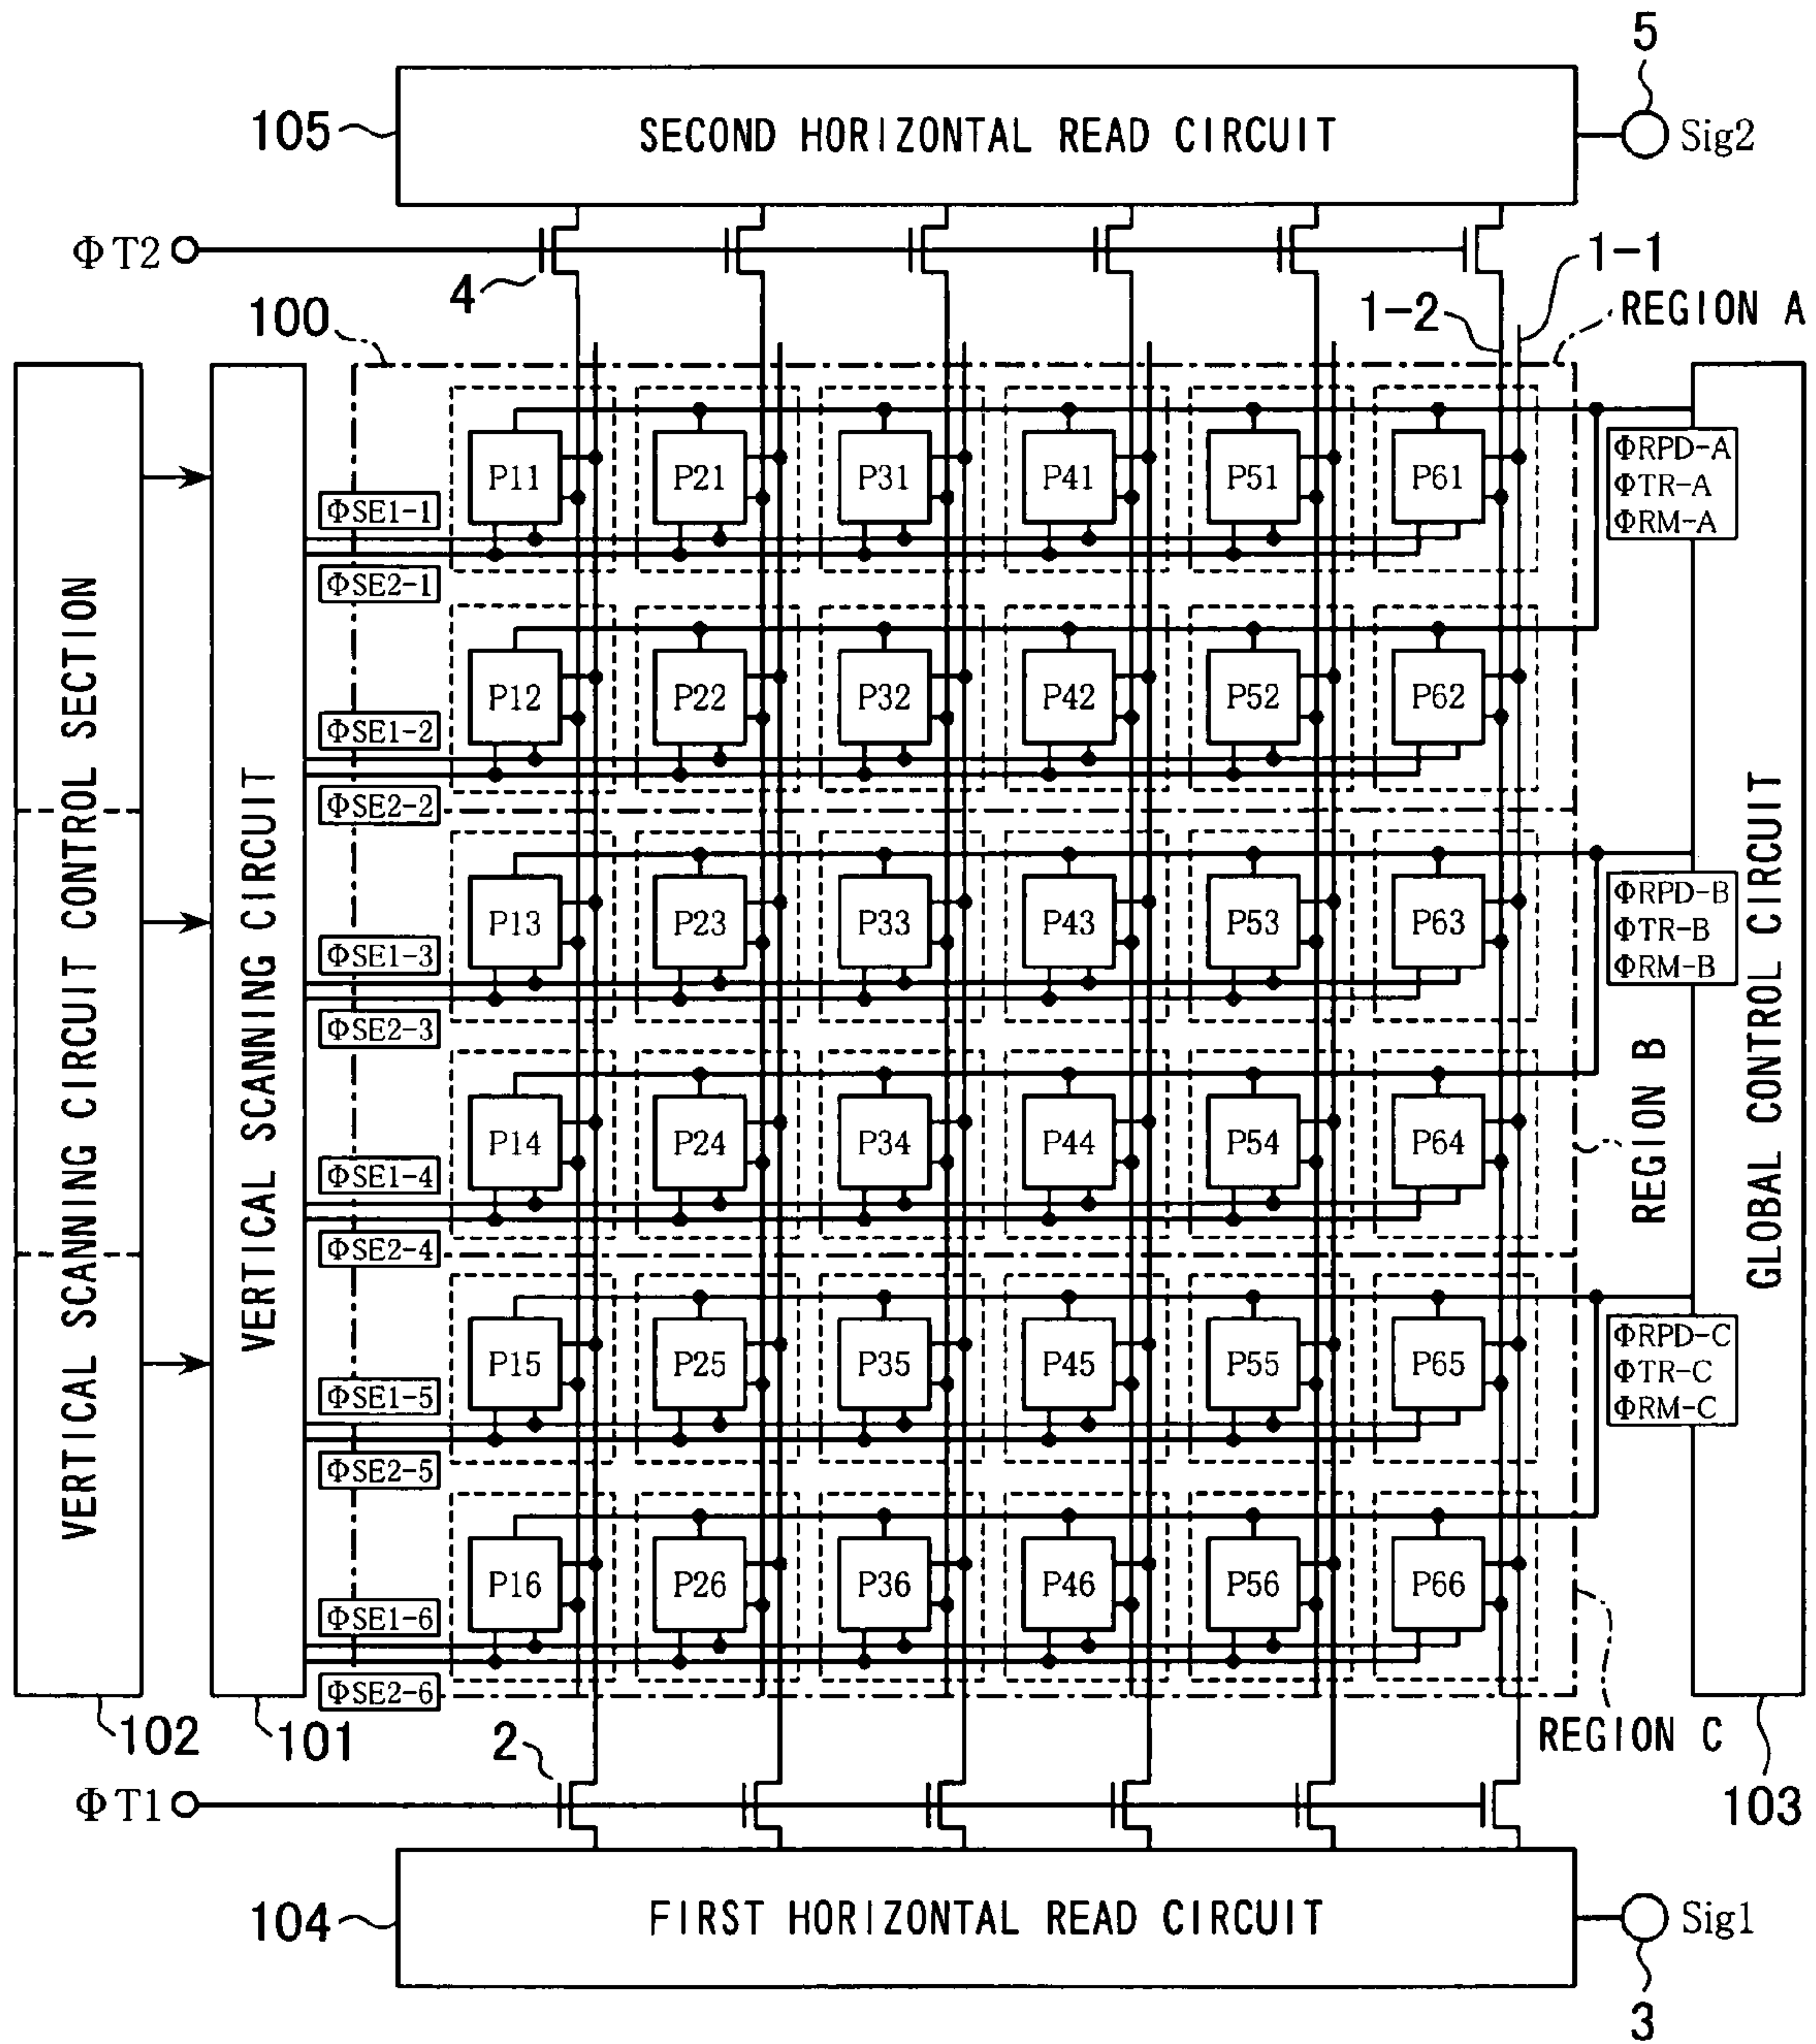 5
105
SECOND HORIZONTAL READ CIRCUIT
Sig2
ΦT2
4
1-1
1-2
REGION A
100
P11 P21 P31 P41 P51 P61
ΦRPD-A
ΦTR-A
ΦRM-A
ΦSE1-1
ΦSE2-1
P12 P22 P32 P42 P52 P62
ΦSE1-2
ΦSE2-2
P13 P23 P33 P43 P53 P63
ΦRPD-B
ΦTR-B
ΦRM-B
ΦSE1-3
ΦSE2-3
P14 P24 P34 P44 P54 P64
ΦSE1-4
ΦSE2-4
REGION B
P15 P25 P35 P45 P55 P65
ΦRPD-C
ΦTR-C
ΦRM-C
ΦSE1-5
ΦSE2-5
P16 P26 P36 P46 P56 P66
ΦSE1-6
ΦSE2-6
VERTICAL SCANNING CIRCUIT CONTROL SECTION
VERTICAL SCANNING CIRCUIT
GLOBAL CONTROL CIRCUIT
102
101
2
REGION C
103
ΦT1
104
FIRST HORIZONTAL READ CIRCUIT
Sig1
3